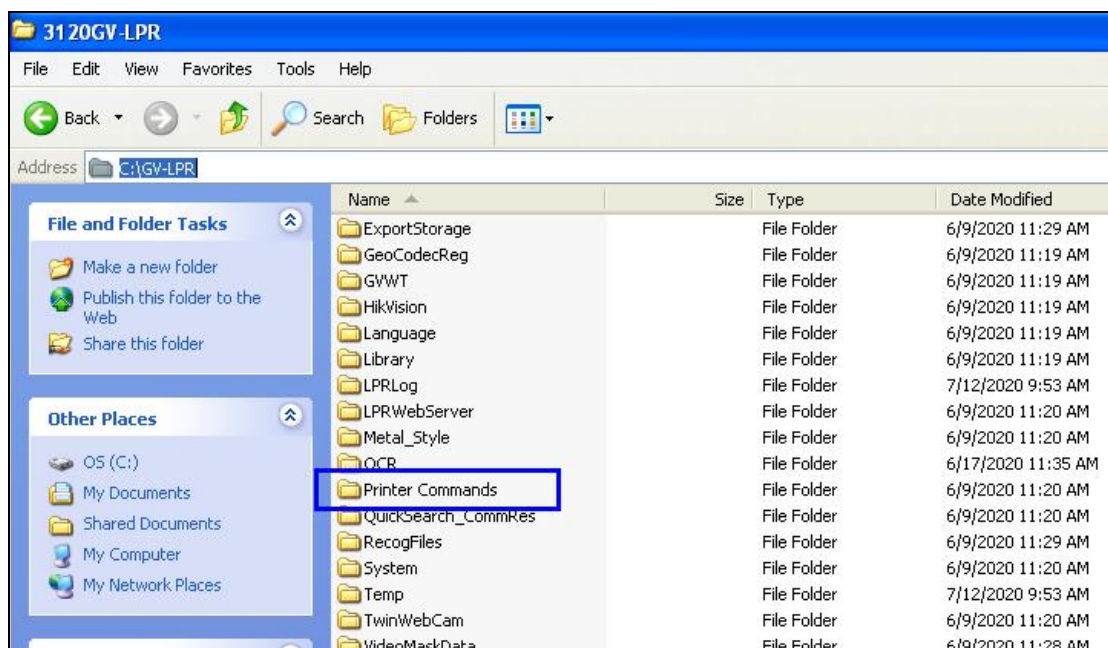 3120GV-LPR
File Edit View Favorites Tools Help
Back Search Folders
Address C:\GV-LPR
File and Folder Tasks
Make a new folder
Publish this folder to the
Web
Share this folder
Other Places
OS (C:)
My Documents
Shared Documents
My Computer
My Network Places
Name Size Type Date Modified
ExportStorage File Folder 6/9/2020 11:29 AM
GeoCodecReg File Folder 6/9/2020 11:19 AM
GVWT File Folder 6/9/2020 11:19 AM
HikVision File Folder 6/9/2020 11:19 AM
Language File Folder 6/9/2020 11:19 AM
Library File Folder 6/9/2020 11:19 AM
LPRLog File Folder 7/12/2020 9:53 AM
LPRWebServer File Folder 6/9/2020 11:20 AM
Metal_Style File Folder 6/9/2020 11:20 AM
OCR File Folder 6/17/2020 11:35 AM
Printer Commands File Folder 6/9/2020 11:20 AM
QuickSearch_CommRes File Folder 6/9/2020 11:20 AM
RecogFiles File Folder 6/9/2020 11:29 AM
System File Folder 6/9/2020 11:20 AM
Temp File Folder 7/12/2020 9:53 AM
TwinWebCam File Folder 6/9/2020 11:20 AM
VideoMaskData File Folder 6/9/2020 11:28 AM